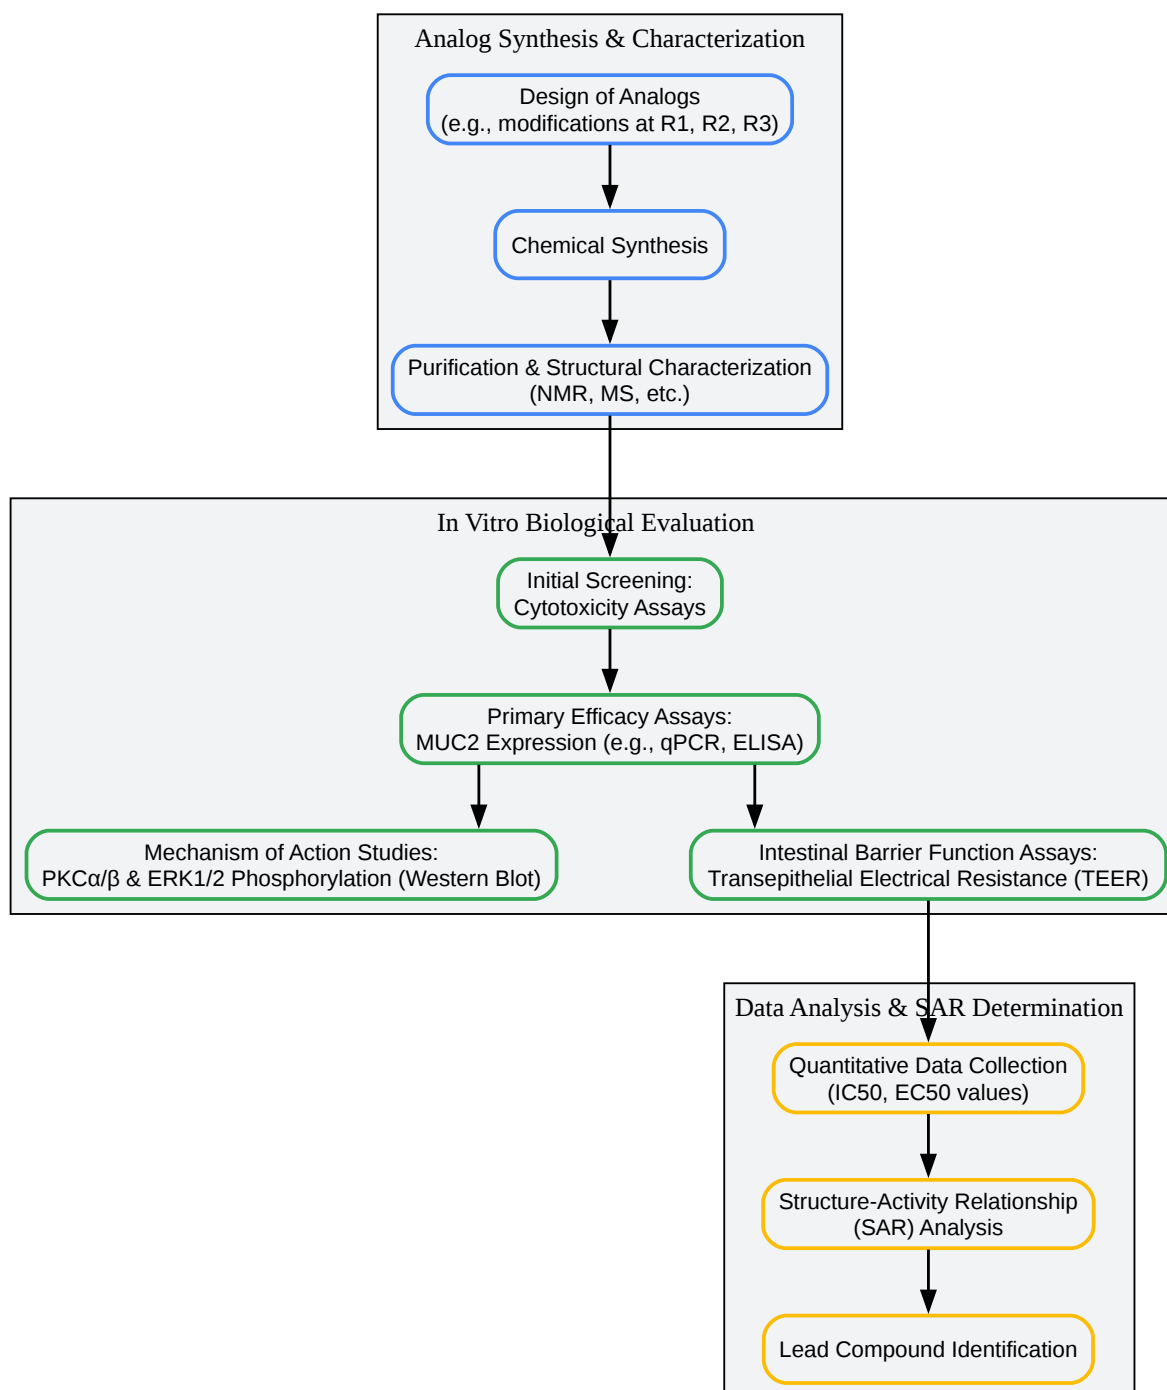 Analog Synthesis & Characterization
Design of Analogs
(e.g., modifications at R1, R2, R3)
Chemical Synthesis
Purification & Structural Characterization
(NMR, MS, etc.)
In Vitro Biological Evaluation
Initial Screening:
Cytotoxicity Assays
Primary Efficacy Assays:
MUC2 Expression (e.g., qPCR, ELISA)
Mechanism of Action Studies:
PKCα/β & ERK1/2 Phosphorylation (Western Blot)
Intestinal Barrier Function Assays:
Transepithelial Electrical Resistance (TEER)
Data Analysis & SAR Determination
Quantitative Data Collection
(IC50, EC50 values)
Structure-Activity Relationship
(SAR) Analysis
Lead Compound Identification